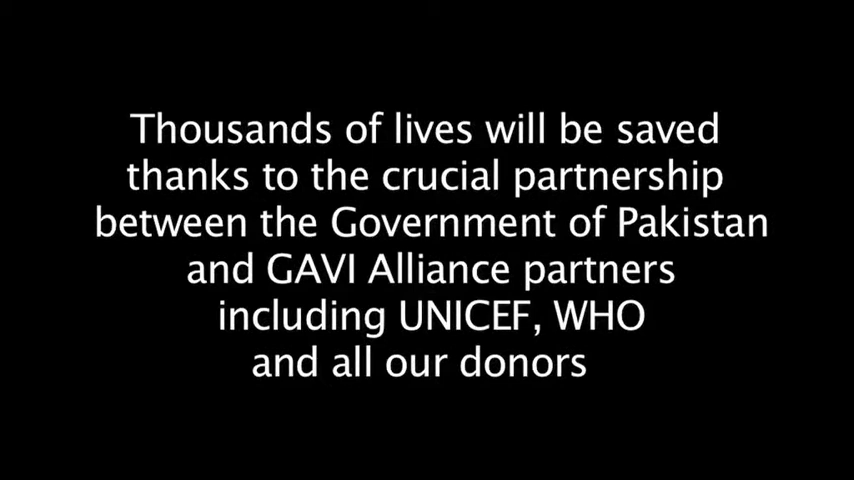 Thousands of lives will be saved
thanks to the crucial partnership
between the Government of Pakistan
and GAVI Alliance partners
including UNICEF, WHO
and all our donors